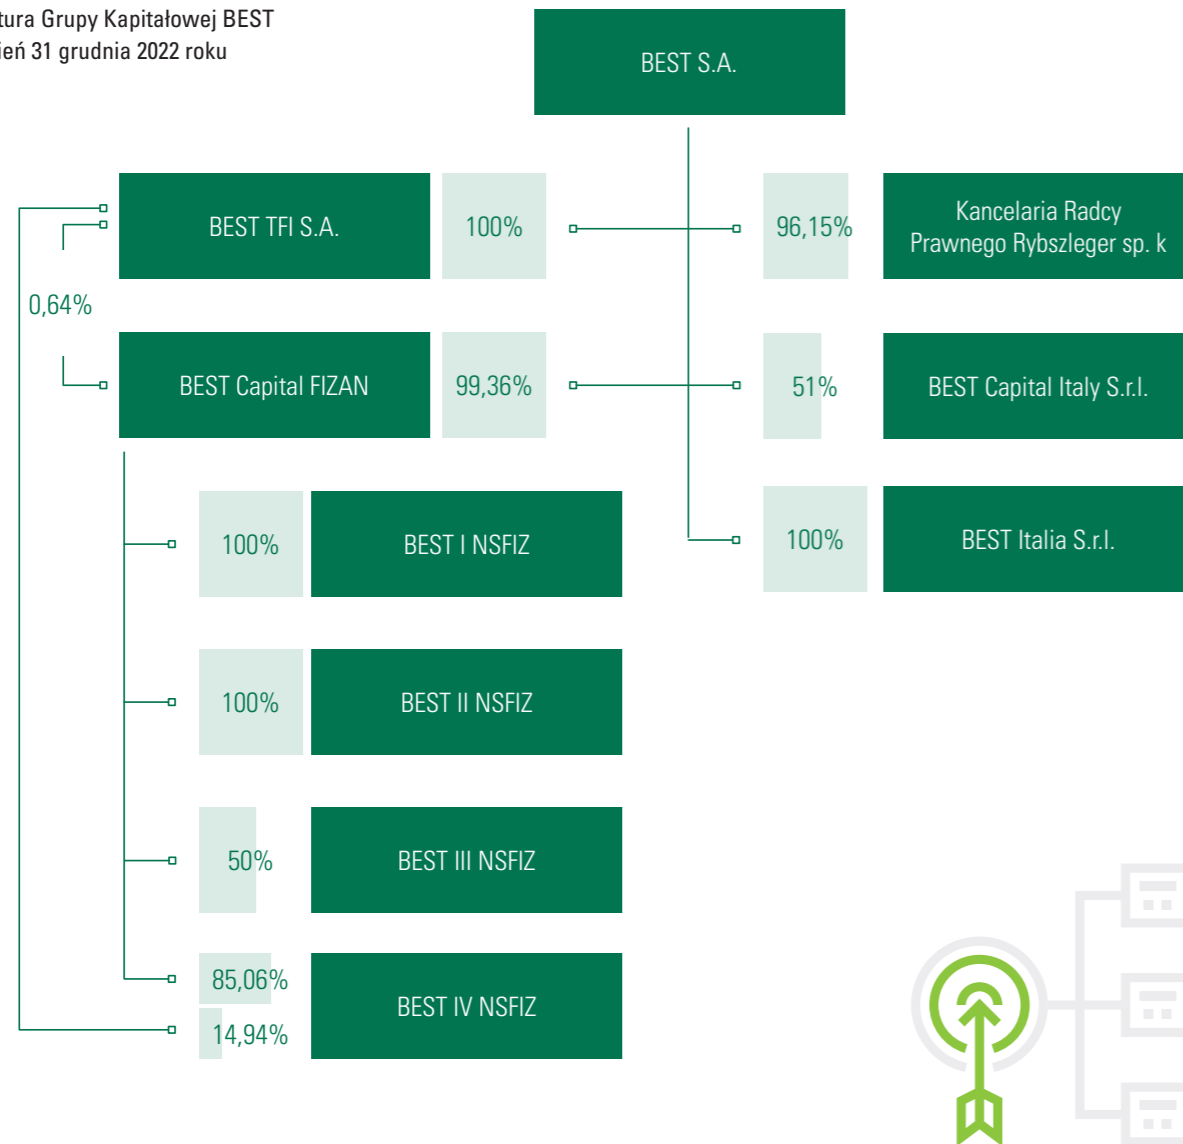 tura Grupy Kapitałowej BEST
ień 31 grudnia 2022 roku
BEST S.A.
BEST TFI S.A.
100%
96,15%
Kancelaria Radcy
Prawnego Rybszleger sp. k
0,64%
BEST Capital FIZAN
99,36%
51%
BEST Capital Italy S.r.l.
100%
BEST I NSFIZ
100%
BEST Italia S.r.l.
100%
BEST II NSFIZ
50%
BEST III NSFIZ
85,06%
14,94%
BEST IV NSFIZ